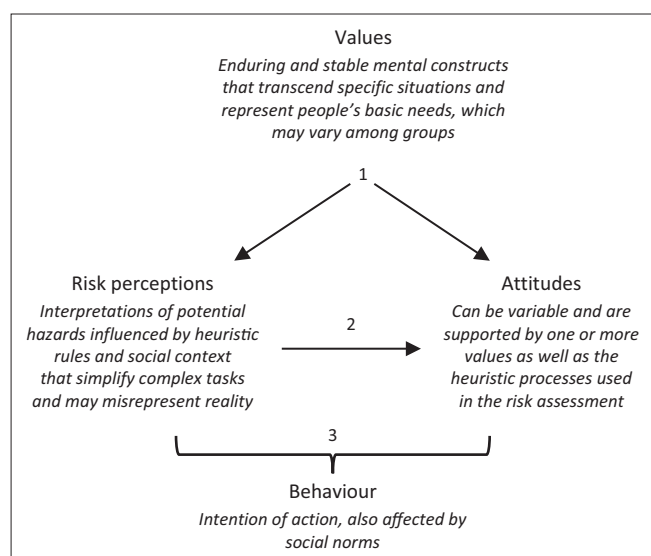 Values
Enduring and stable mental constructs
that transcend specific situations and
represent people's basic needs, which
may vary among groups
1
Risk perceptions
Interpretations of potential
hazards influenced by heuristic
rules and social context
that simplify complex tasks
and may misrepresent reality
2
Attitudes
Can be variable and are
supported by one or more
values as well as the
heuristic processes used
in the risk assessment
3
Behaviour
Intention of action, also affected by
social norms